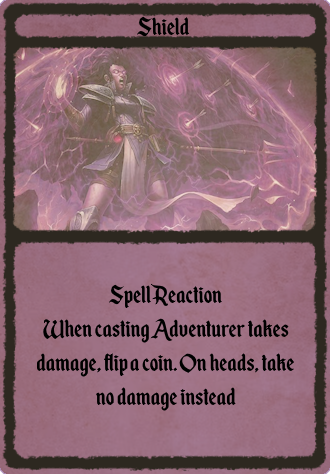 Shield
Spell Reaction
When casting Adventurer takes
damage, flip a coin. On heads, take
no damage instead